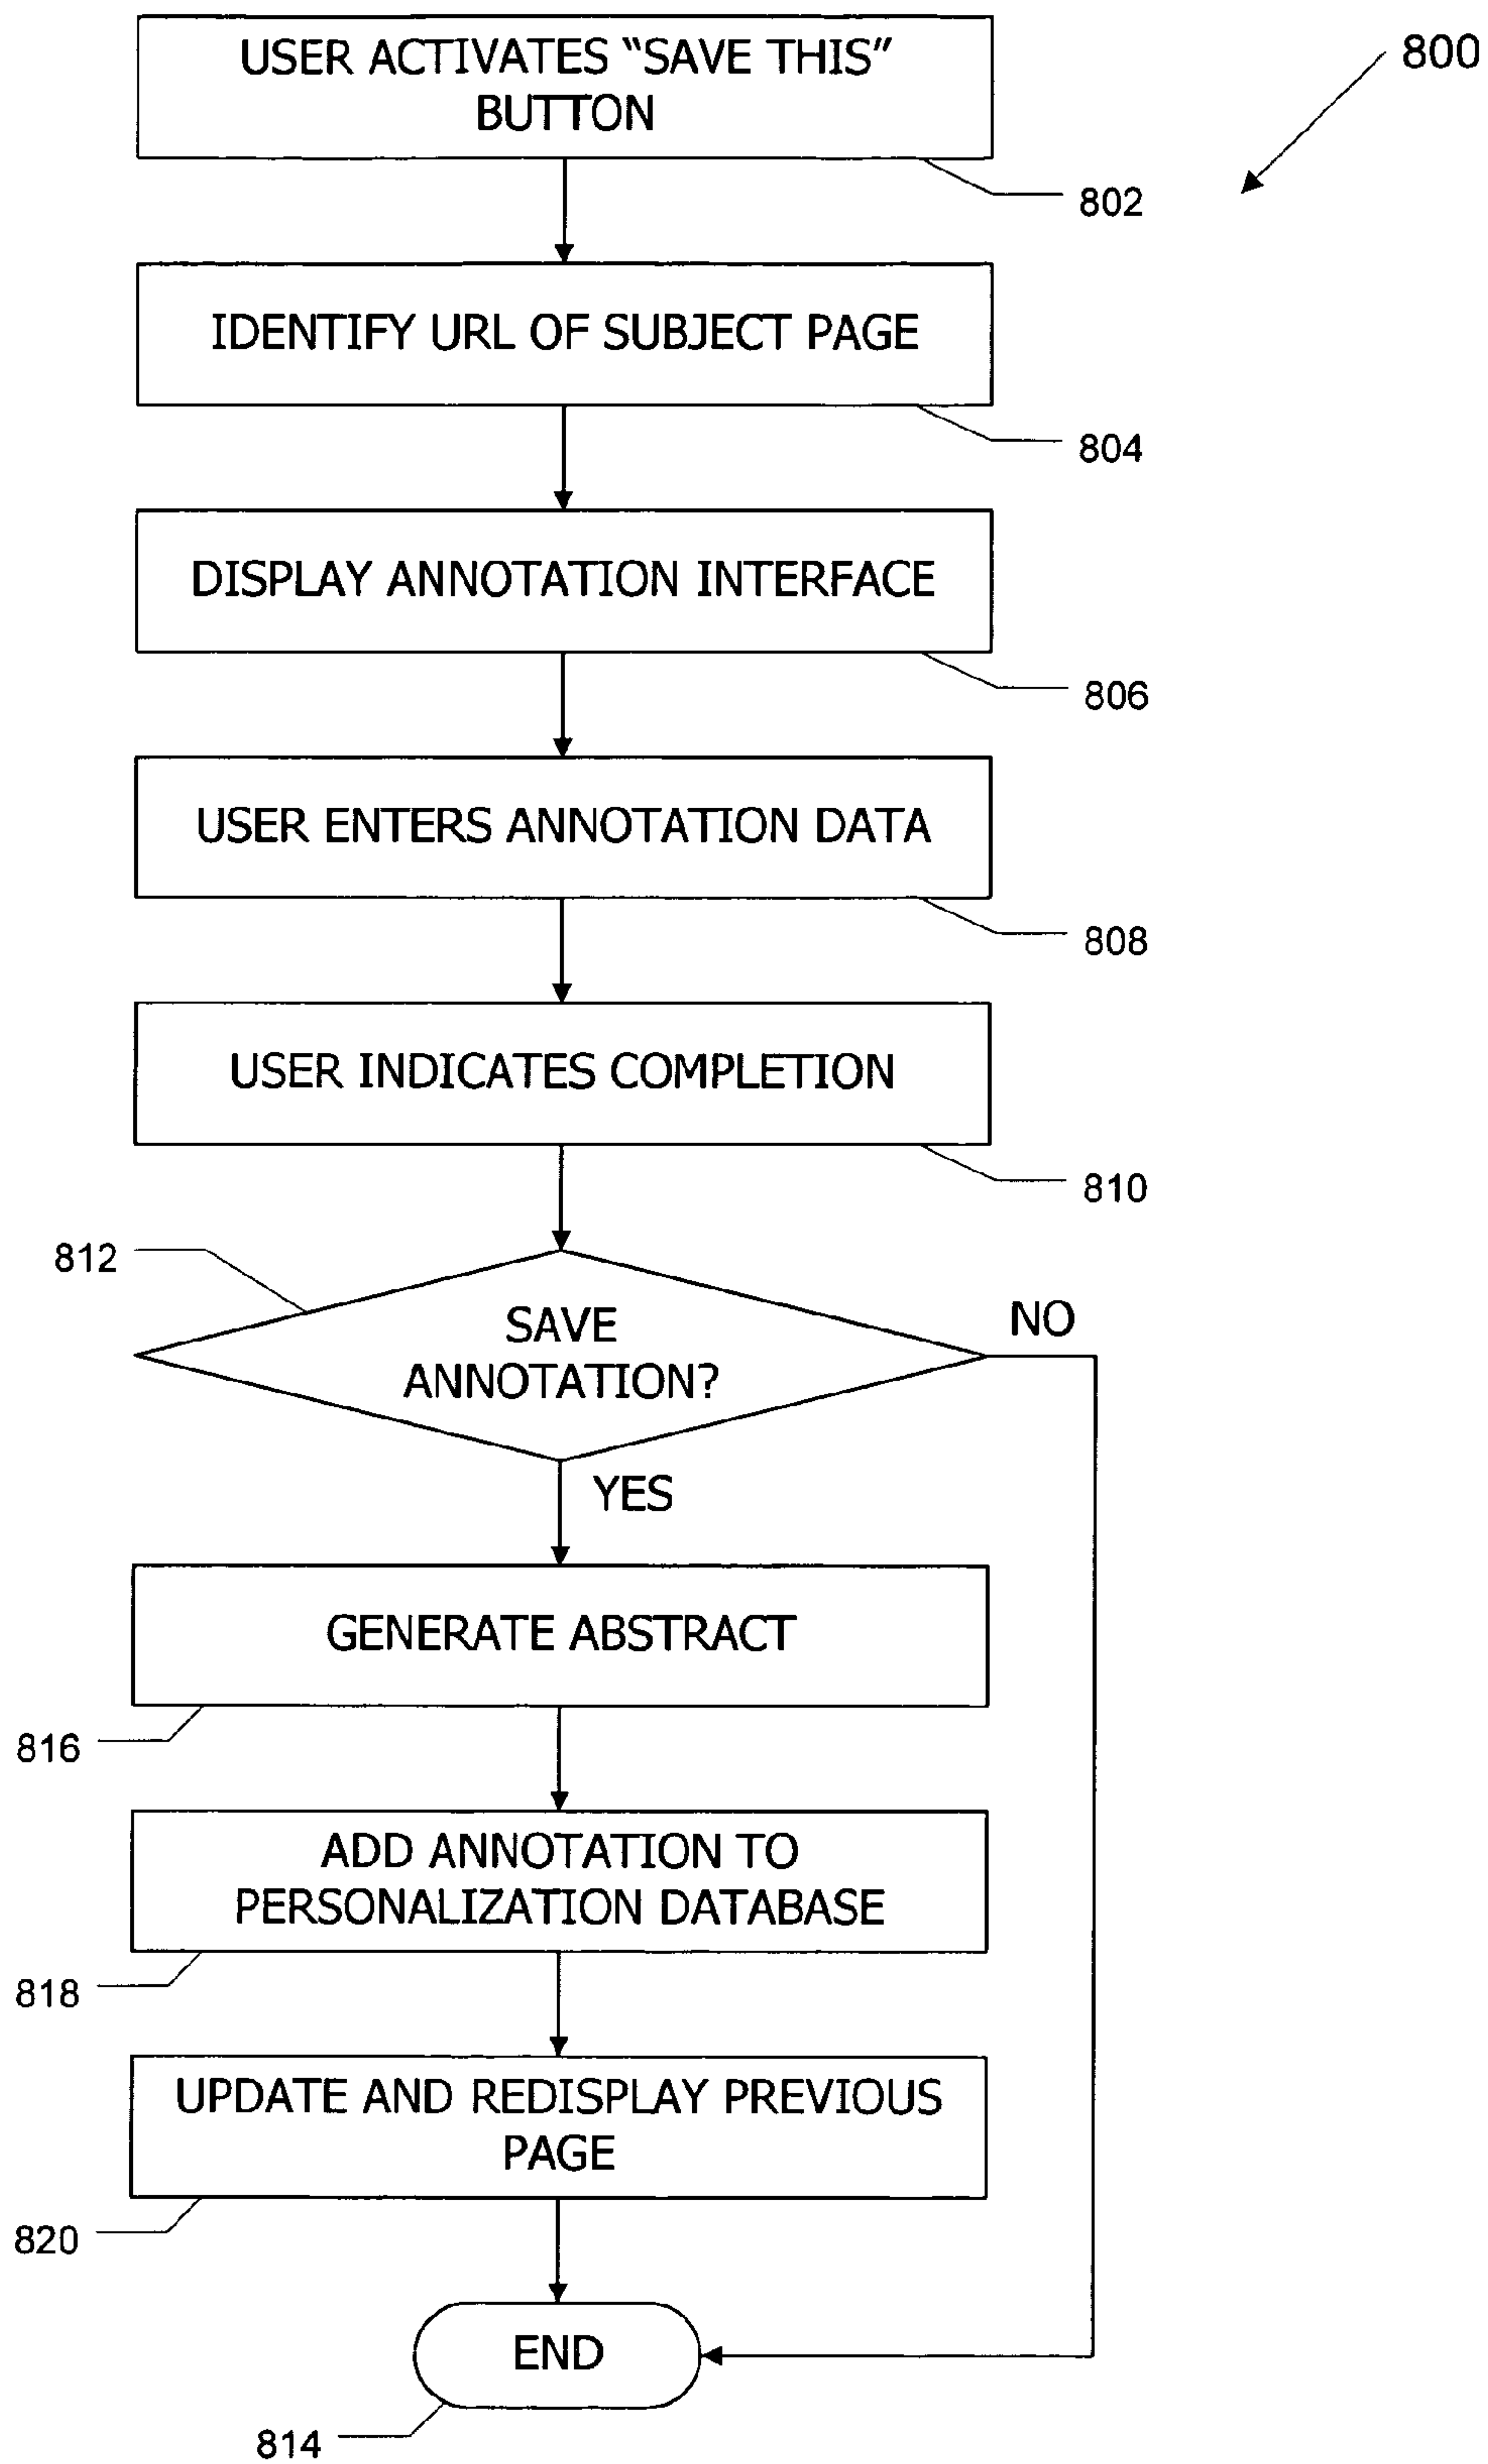 USER ACTIVATES “SAVE THIS”
BUTTON
800
802
IDENTIFY URL OF SUBJECT PAGE
804
DISPLAY ANNOTATION INTERFACE
806
USER ENTERS ANNOTATION DATA
808
USER INDICATES COMPLETION
810
812
SAVE
ANNOTATION?
NO
YES
GENERATE ABSTRACT
816
ADD ANNOTATION TO
PERSONALIZATION DATABASE
818
UPDATE AND REDISPLAY PREVIOUS
PAGE
820
END
814